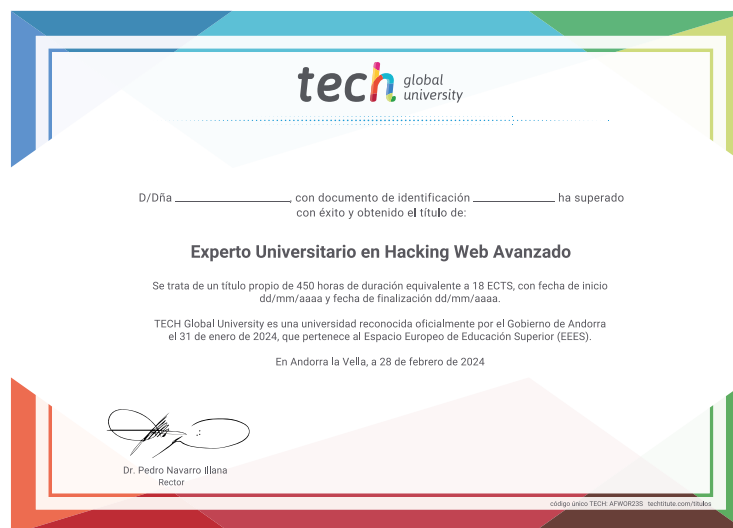 tech global
university
D/Dña ______________, con documento de identificación __________ ha superado
con éxito y obtenido el título de:
Experto Universitario en Hacking Web Avanzado
Se trata de un título propio de 450 horas de duración equivalente a 18 ECTS, con fecha de inicio
dd/mm/aaaa y fecha de finalización dd/mm/aaaa.
TECH Global University es una universidad reconocida oficialmente por el Gobierno de Andorra
el 31 de enero de 2024, que pertenece al Espacio Europeo de Educación Superior (EEES).
En Andorra la Vella, a 28 de febrero de 2024
Dr. Pedro Navarro Illana
Rector
código único TECH: AFWOR23S techtitute.com/titulos